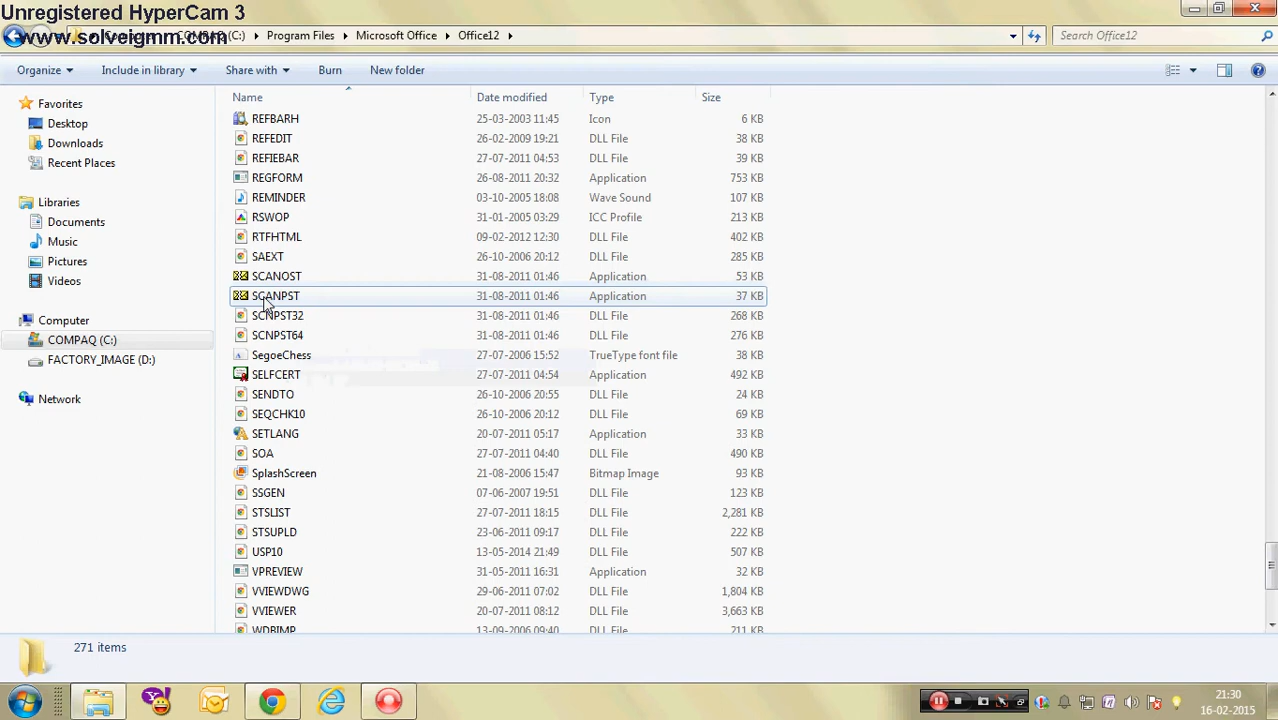 Unregistered HyperCam 3
www.solveigmm.com
COMPAQ (C:) Program Files Microsoft Office Office12
Search Office12
Organize Include in library Share with Burn New folder
Name Date modified Type Size
Favorites
Desktop
Downloads
Recent Places
Libraries
Documents
Music
Pictures
Videos
Computer
COMPAQ (C:)
FACTORY_IMAGE (D:)
Network
REFBARH 25-03-2003 11:45 Icon 6 KB
REFEDIT 26-02-2009 19:21 DLL File 38 KB
REFIEBAR 27-07-2011 04:53 DLL File 39 KB
REGFORM 26-08-2011 20:32 Application 753 KB
REMINDER 03-10-2005 18:08 Wave Sound 107 KB
RSWOP 31-01-2005 03:29 ICC Profile 213 KB
RTFHTML 09-02-2012 12:30 DLL File 402 KB
SAEXT 26-10-2006 20:12 DLL File 285 KB
SCANOST 31-08-2011 01:46 Application 53 KB
SCANPST 31-08-2011 01:46 Application 37 KB
SCNPST32 31-08-2011 01:46 DLL File 268 KB
SCNPST64 31-08-2011 01:46 DLL File 276 KB
SegoeChess 27-07-2006 15:52 TrueType font file 38 KB
SELFCERT 27-07-2011 04:54 Application 492 KB
SENDTO 26-10-2006 20:55 DLL File 24 KB
SEQCHK10 26-10-2006 20:12 DLL File 69 KB
SETLANG 20-07-2011 05:17 Application 33 KB
SOA 27-07-2011 04:40 DLL File 490 KB
SplashScreen 21-08-2006 15:47 Bitmap Image 93 KB
SSGEN 07-06-2007 19:51 DLL File 123 KB
STSLIST 27-07-2011 18:15 DLL File 2,281 KB
STSUPLD 23-06-2011 09:17 DLL File 222 KB
USP10 13-05-2014 21:49 DLL File 507 KB
VPREVIEW 31-05-2011 16:31 Application 32 KB
VVIEWDWG 29-06-2011 07:02 DLL File 1,804 KB
VVIEWER 20-07-2011 08:12 DLL File 3,663 KB
WDBIMP 13-09-2006 09:40 DLL File 211 KB
271 items
21:30
16-02-2015